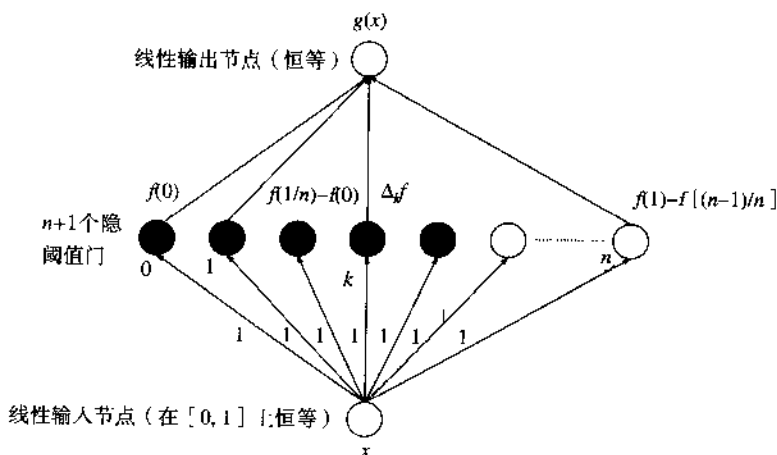 g(x)
线性输出节点（恒等）
f(0)
f(1/n)–f(0)
Δₖf
f(1)–f [(n–1)/n]
n+1个隐
阈值门
0
1
k
n
1 1 1 1 1 1 1
线性输入节点（在［0, 1］上恒等）
x